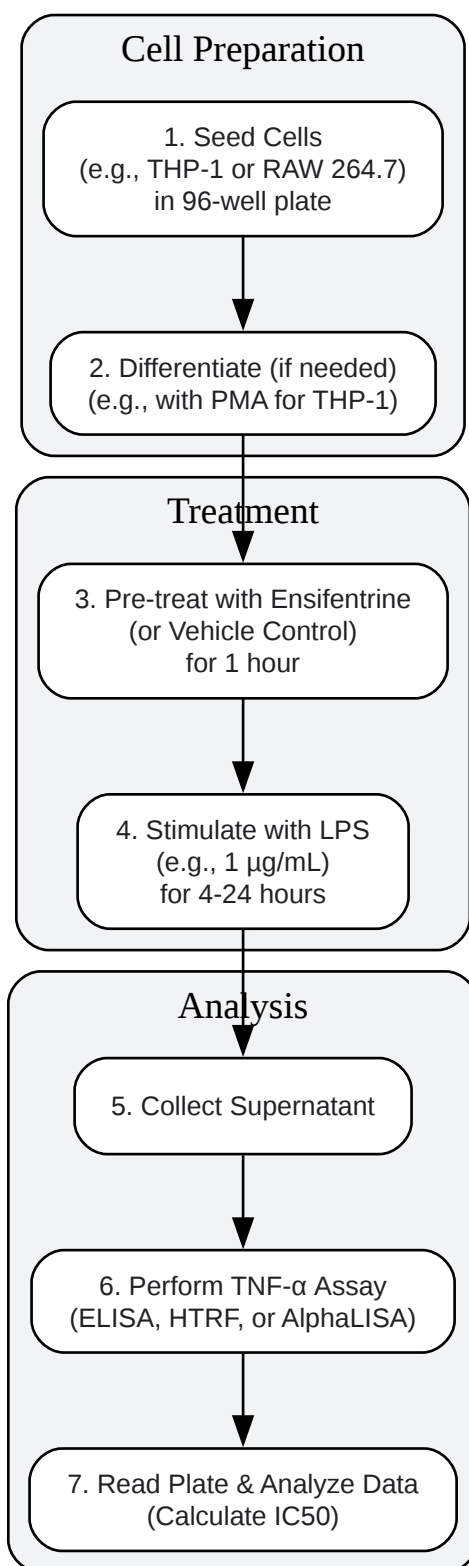 Cell Preparation
1. Seed Cells
(e.g., THP-1 or RAW 264.7)
in 96-well plate
2. Differentiate (if needed)
(e.g., with PMA for THP-1)
Treatment
3. Pre-treat with Ensifentrine
(or Vehicle Control)
for 1 hour
4. Stimulate with LPS
(e.g., 1 µg/mL)
for 4-24 hours
Analysis
5. Collect Supernatant
6. Perform TNF-α Assay
(ELISA, HTRF, or AlphaLISA)
7. Read Plate & Analyze Data
(Calculate IC50)